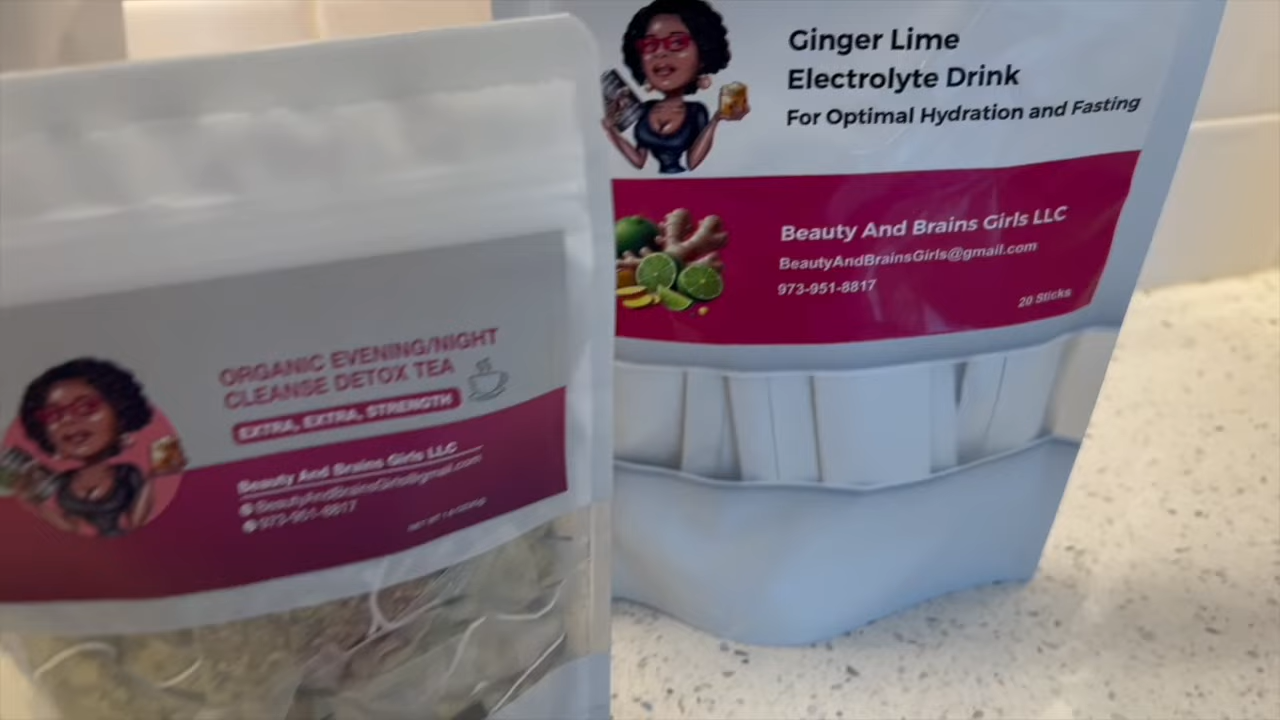 Ginger Lime
Electrolyte Drink
For Optimal Hydration and Fasting
Beauty And Brains Girls LLC
BeautyAndBrainsGirls@gmail.com
973-951-8817
20 Sticks
ORGANIC EVENING/NIGHT
CLEANSE DETOX TEA
EXTRA, EXTRA, STRENGTH
Beauty And Brains Girls LLC
BeautyAndBrainsGirls@gmail.com
973-951-8817